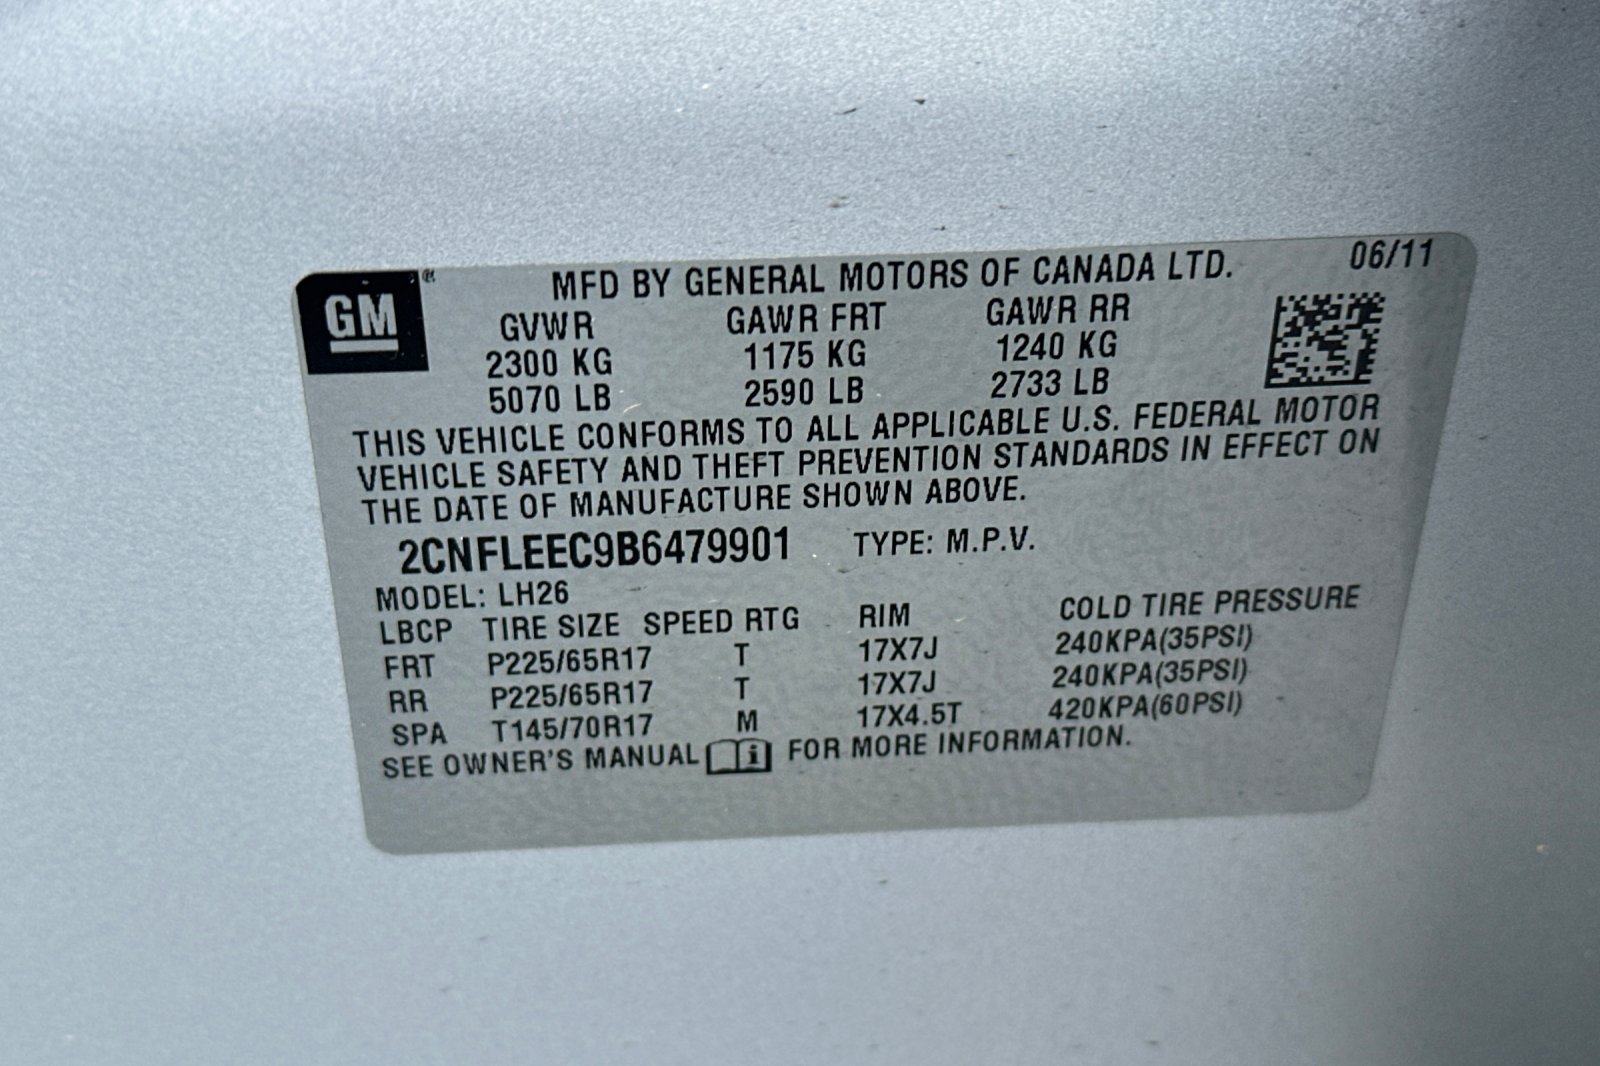 GM® MFD BY GENERAL MOTORS OF CANADA LTD. 06/11
GVWR GAWR FRT GAWR RR
2300 KG 1175 KG 1240 KG
5070 LB 2590 LB 2733 LB
THIS VEHICLE CONFORMS TO ALL APPLICABLE U.S. FEDERAL MOTOR
VEHICLE SAFETY AND THEFT PREVENTION STANDARDS IN EFFECT ON
THE DATE OF MANUFACTURE SHOWN ABOVE.
2CNFLEEC9B6479901 TYPE: M.P.V.
MODEL: LH26
LBCP TIRE SIZE SPEED RTG RIM COLD TIRE PRESSURE
FRT P225/65R17 T 17X7J 240KPA(35PSI)
RR P225/65R17 T 17X7J 240KPA(35PSI)
SPA T145/70R17 M 17X4.5T 420KPA(60PSI)
SEE OWNER'S MANUAL i FOR MORE INFORMATION.